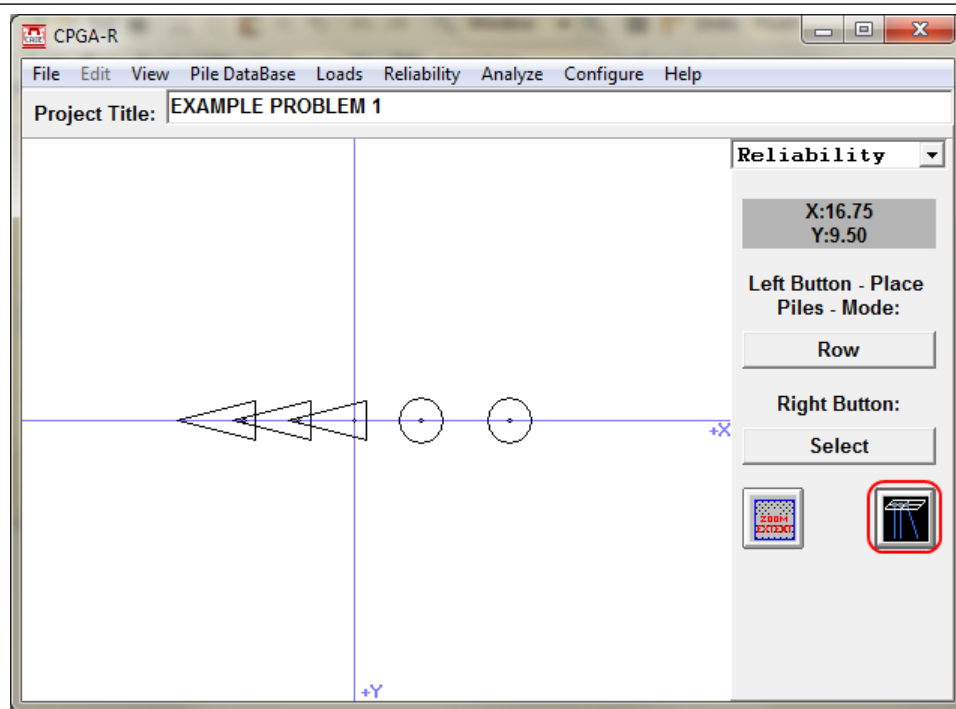 CPGA-R
File Edit View Pile DataBase Loads Reliability Analyze Configure Help
Project Title: EXAMPLE PROBLEM 1
Reliability
X:16.75
Y:9.50
Left Button - Place
Piles - Mode:
Row
Right Button:
Select
+X
ZOOM
EXTEXT
+Y